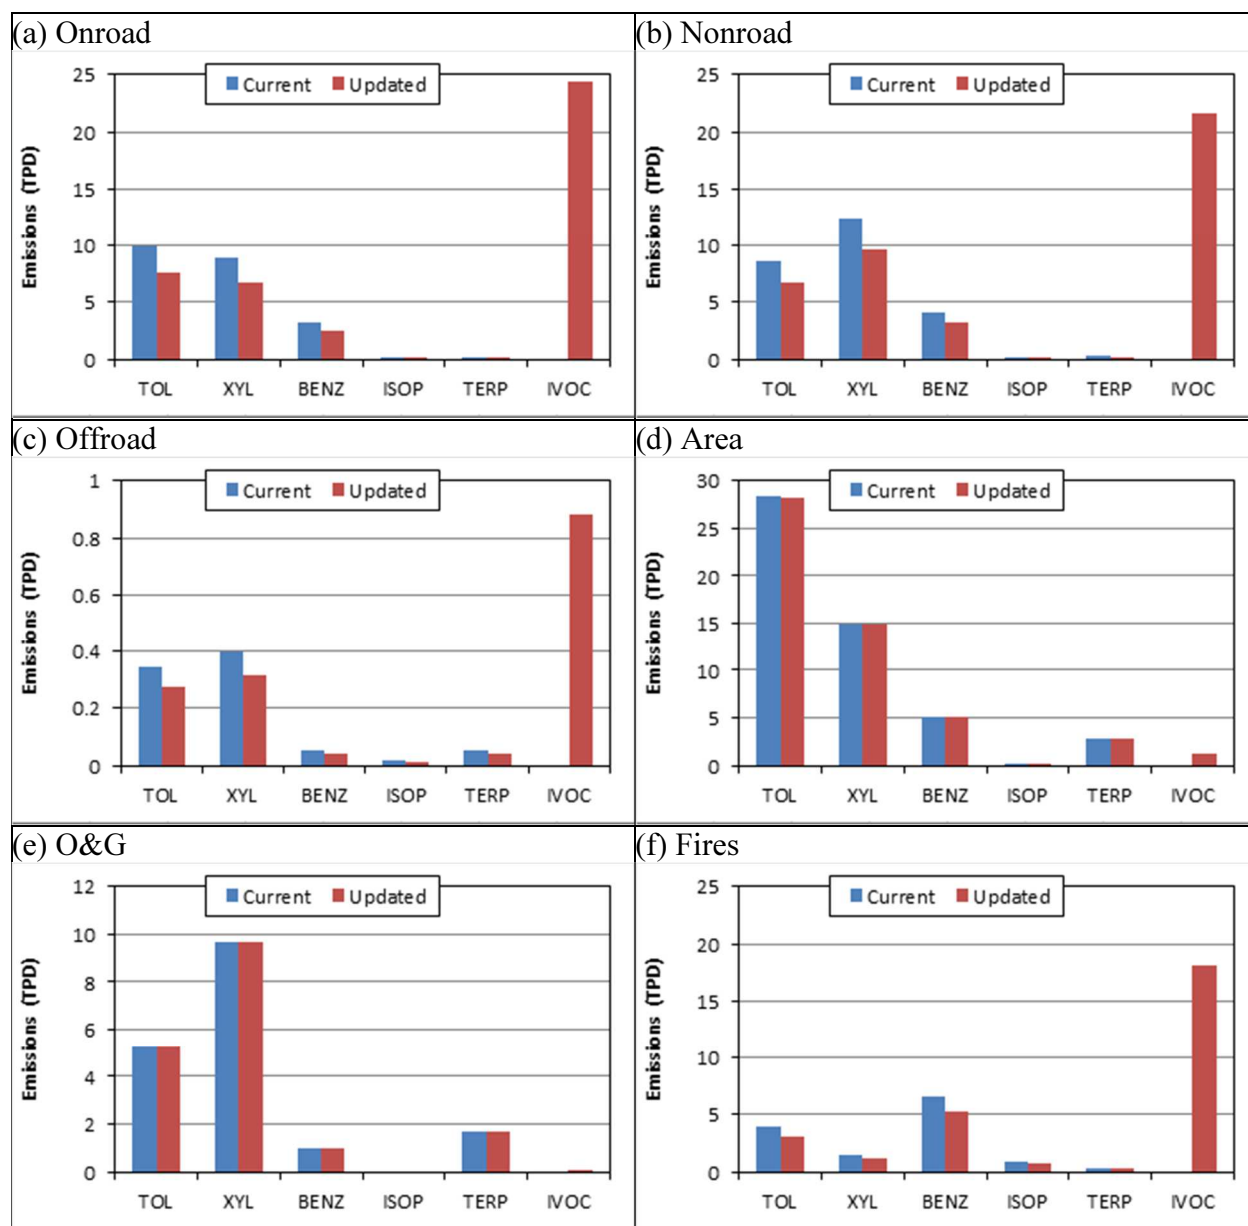 (a) Onroad
Current Updated
Emissions (TPD)
25
20
15
10
5
0
TOL XYL BENZ ISOP TERP IVOC
(b) Nonroad
Current Updated
Emissions (TPD)
25
20
15
10
5
0
TOL XYL BENZ ISOP TERP IVOC
(c) Offroad
Current Updated
Emissions (TPD)
1
0.8
0.6
0.4
0.2
0
TOL XYL BENZ ISOP TERP IVOC
(d) Area
Current Updated
Emissions (TPD)
30
25
20
15
10
5
0
TOL XYL BENZ ISOP TERP IVOC
(e) O&G
Current Updated
Emissions (TPD)
12
10
8
6
4
2
0
TOL XYL BENZ ISOP TERP IVOC
(f) Fires
Current Updated
Emissions (TPD)
25
20
15
10
5
0
TOL XYL BENZ ISOP TERP IVOC